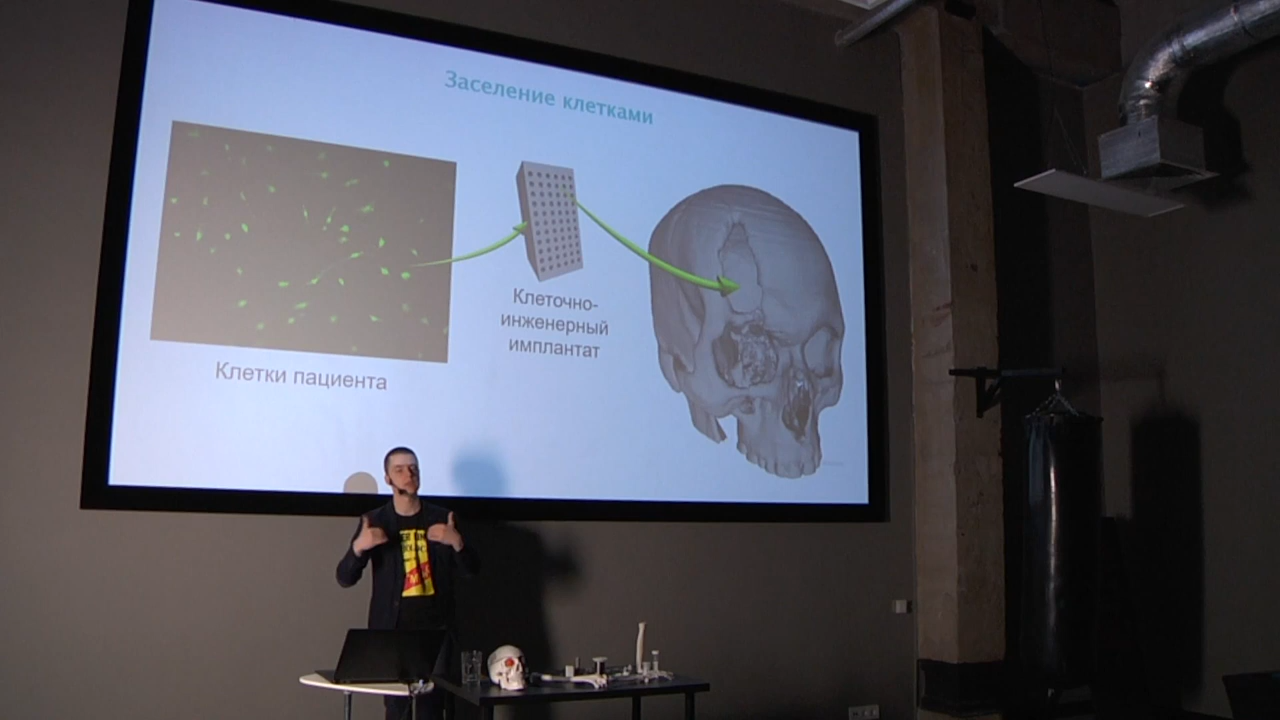 Заселение клетками
Клеточно-
инженерный
имплантат
Клетки пациента